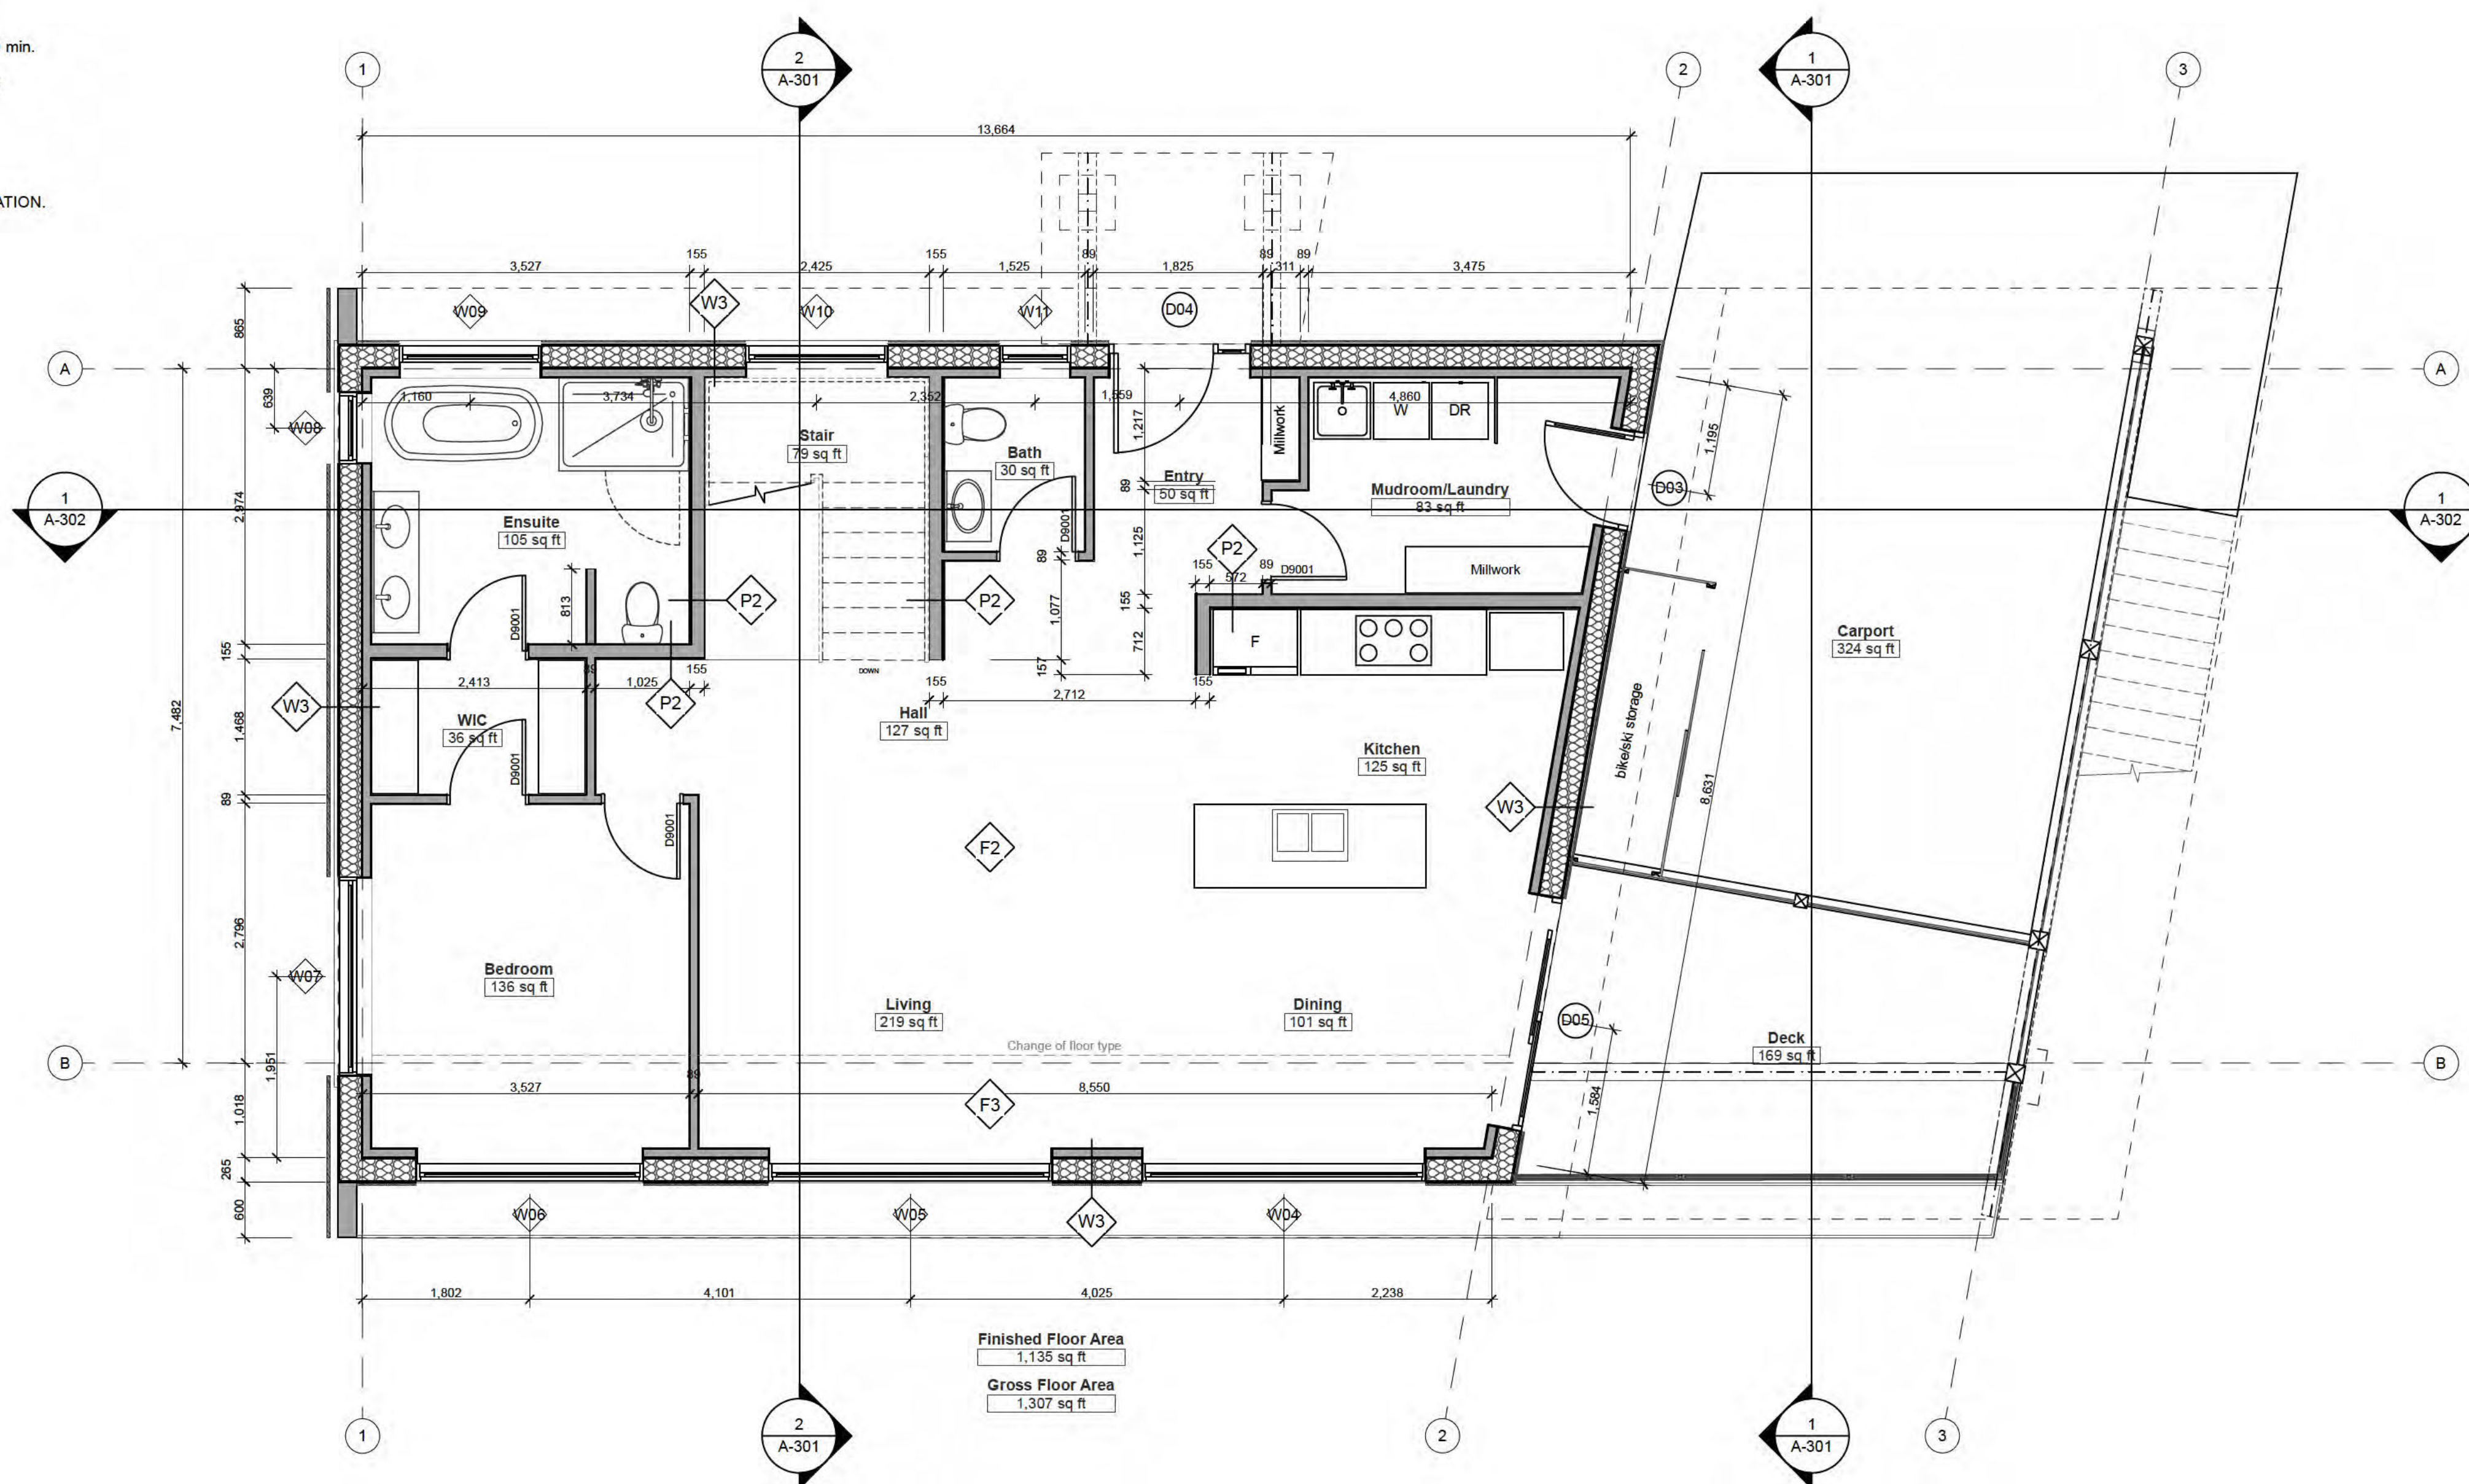 min.
ATION.
1
2
A-301
2
1
A-301
3
13,664
3,527
155
2,425
155
1,525
89
1,825
89
311
89
3,475
W09
W3
W10
W11
D04
865
A
A
639
W08
1,160
3,734
2,352
1,559
4,860
1,217
Millwork
W
DR
1,195
Stair
79 sq ft
Bath
30 sq ft
Entry
50 sq ft
89
Mudroom/Laundry
83 sq ft
D03
1
A-302
1
A-302
2,974
Ensuite
105 sq ft
D9001
89
1,125
P2
155
572
89
D9001
Millwork
813
D9001
P2
P2
1,077
155
712
157
F
Carport
324 sq ft
155
DOWN
2,413
89
1,025
155
155
2,712
155
W3
P2
7,482
1,468
WIC
36 sq ft
D9001
Hall
127 sq ft
Kitchen
125 sq ft
bike/ski storage
8,631
89
D9001
F2
W3
2,796
W07
Bedroom
136 sq ft
Living
219 sq ft
Dining
101 sq ft
D05
Change of floor type
Deck
169 sq ft
B
B
1,951
1,018
3,527
89
8,550
F3
1,584
265
600
W06
W05
W3
W04
1,802
4,101
4,025
2,238
Finished Floor Area
1,135 sq ft
Gross Floor Area
1,307 sq ft
1
2
A-301
2
1
A-301
3